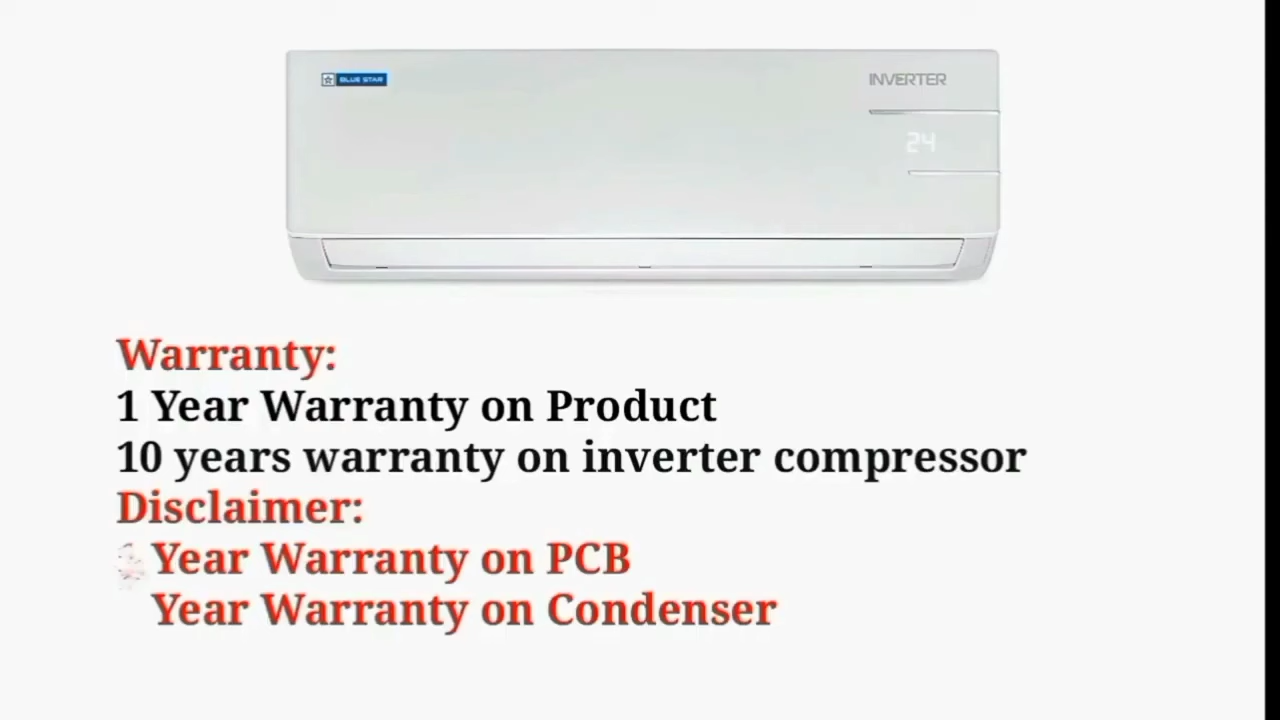 BLUE STAR
INVERTER
24
Warranty:
1 Year Warranty on Product
10 years warranty on inverter compressor
Disclaimer:
Year Warranty on PCB
Year Warranty on Condenser